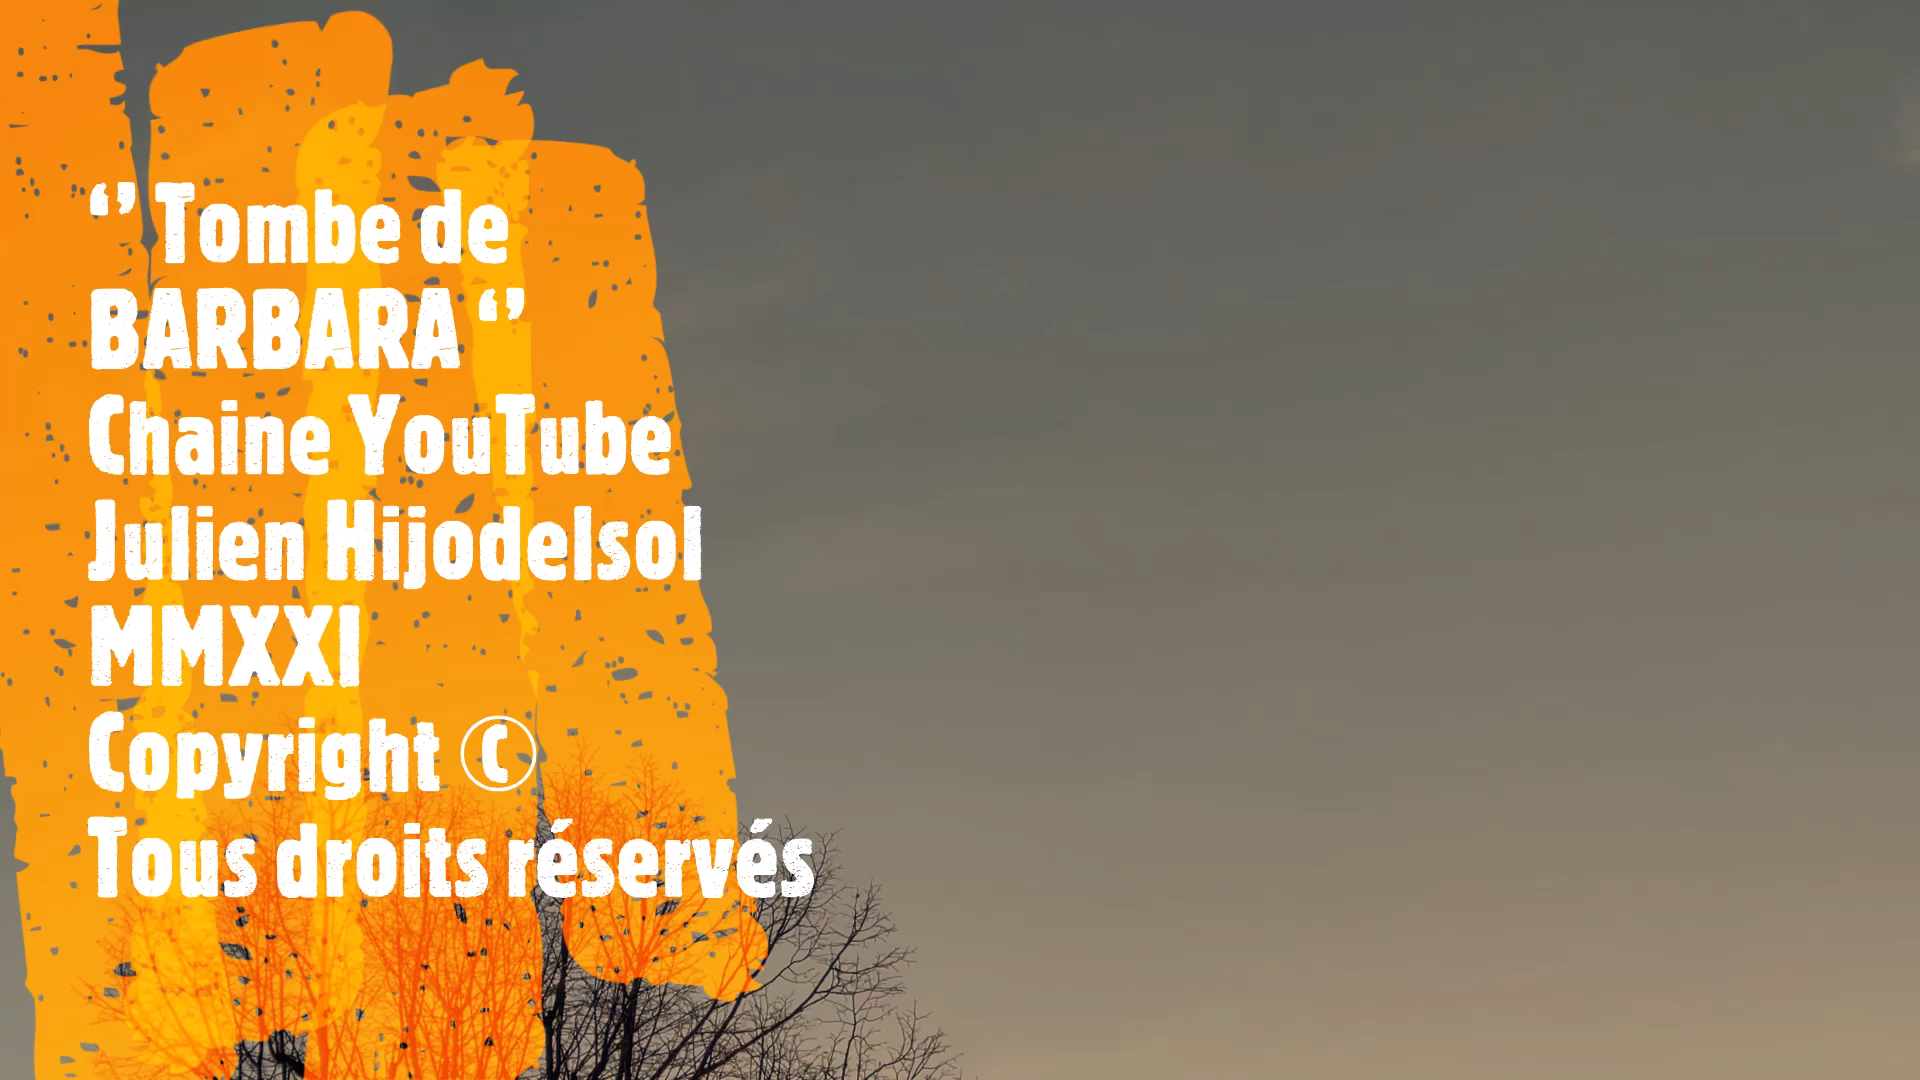 ‘’ Tombe de
BARBARA ‘’
Chaine YouTube
Julien Hijodelsol
MMXXI
Copyright ©
Tous droits réservés